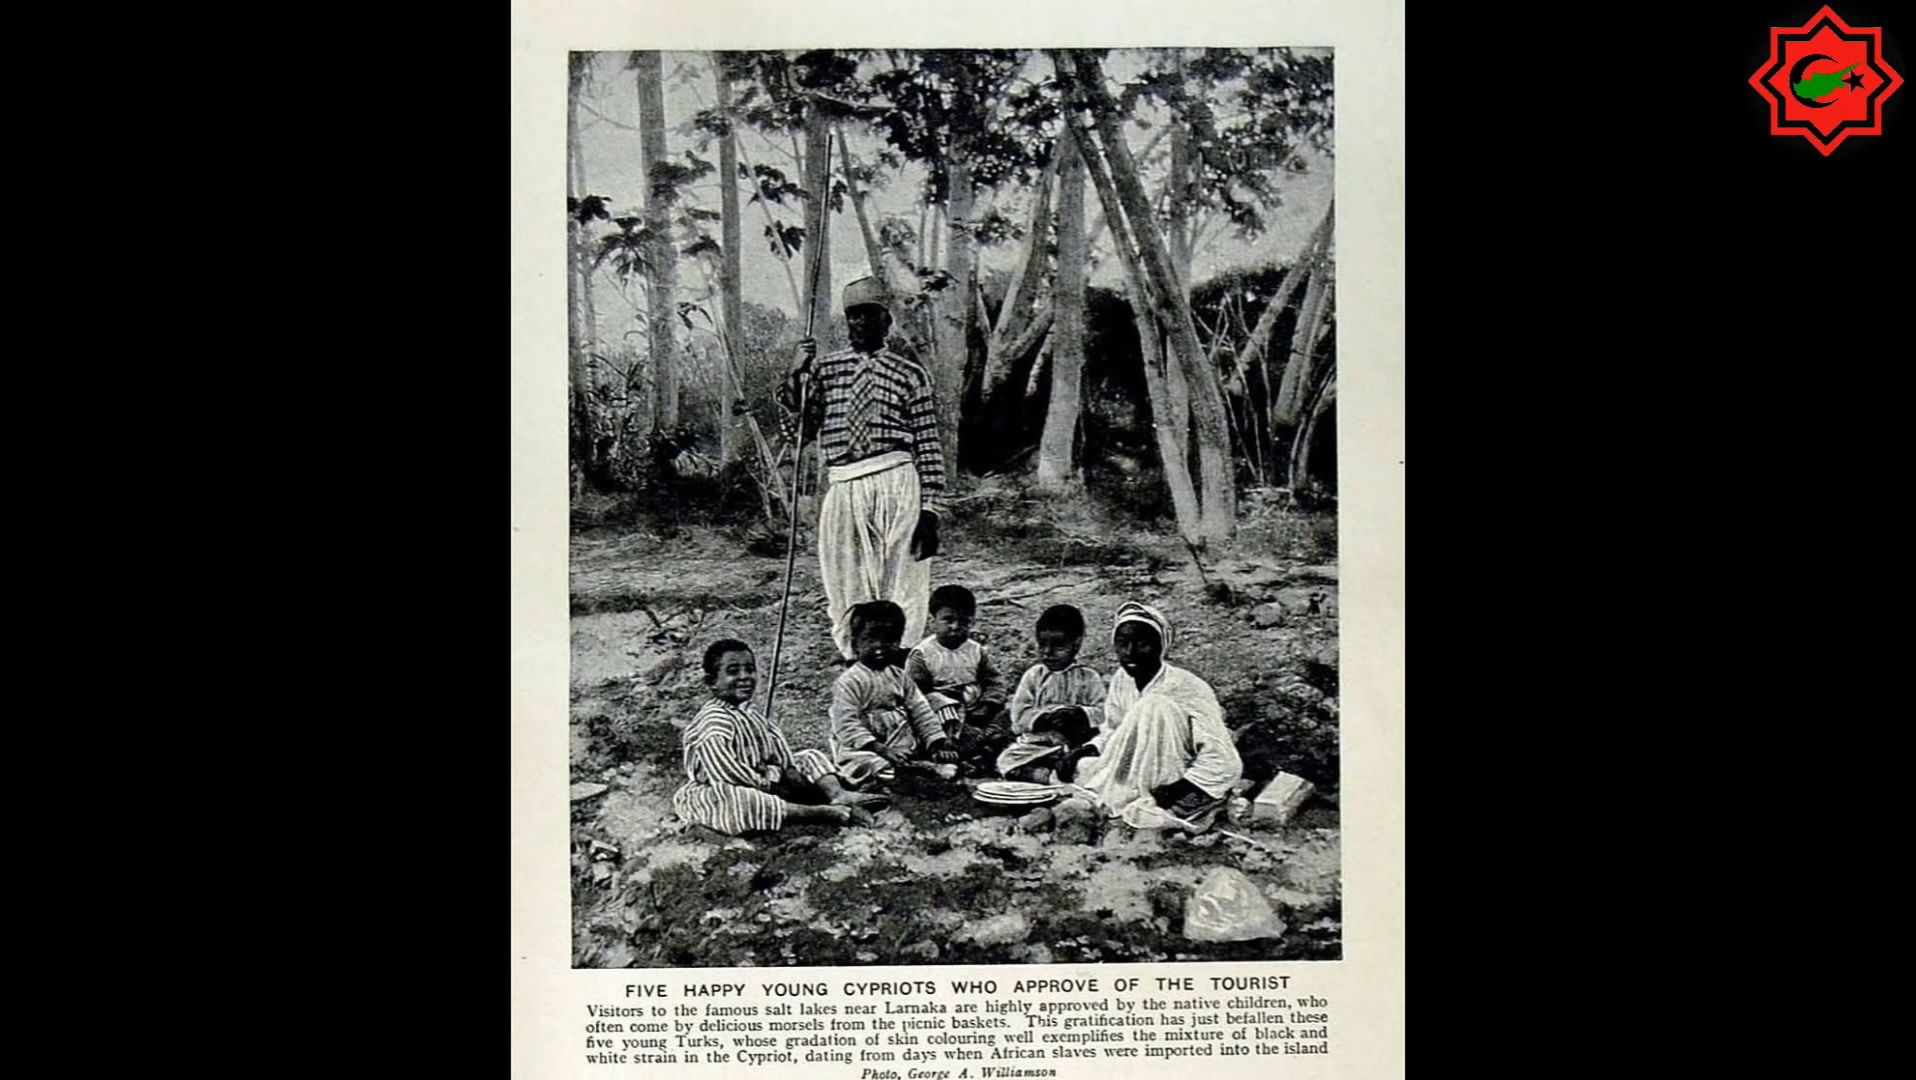 FIVE HAPPY YOUNG CYPRIOTS WHO APPROVE OF THE TOURIST
Visitors to the famous salt lakes near Larnaka are highly approved by the native children, who
often come by delicious morsels from the picnic baskets. This gratification has just befallen these
five young Turks, whose gradation of skin colouring well exemplifies the mixture of black and
white strain in the Cypriot, dating from days when African slaves were imported into the island
Photo, George A. Williamson